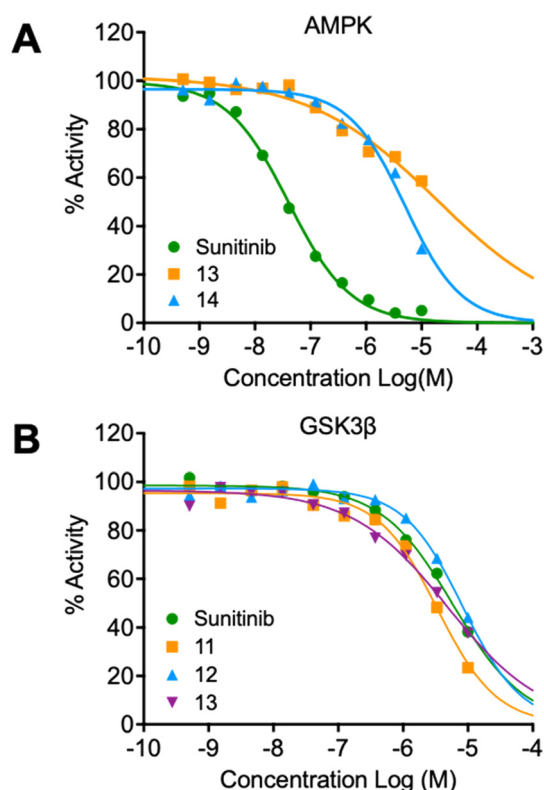 A
AMPK
% Activity
120
100
80
60
40
20
0
Sunitinib
13
14
-10 -9 -8 -7 -6 -5 -4 -3
Concentration Log(M)
B
GSK3β
% Activity
120
100
80
60
40
20
0
Sunitinib
11
12
13
-10 -9 -8 -7 -6 -5 -4
Concentration Log (M)